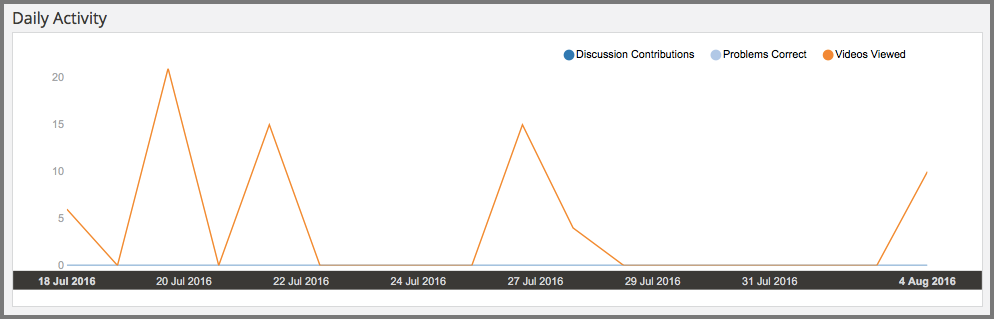 Daily Activity
Discussion Contributions Problems Correct Videos Viewed
20
15
10
5
0
18 Jul 2016 20 Jul 2016 22 Jul 2016 24 Jul 2016 27 Jul 2016 29 Jul 2016 31 Jul 2016 4 Aug 2016